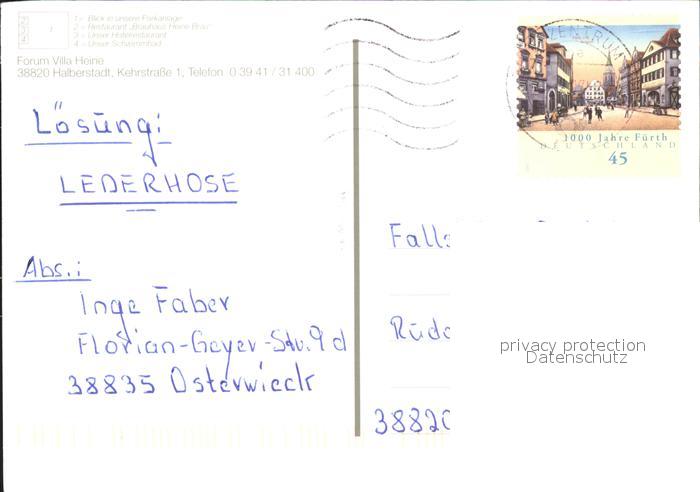 1= Blick in unsere Parkanlage
2 = Restaurant „Brauhaus Heine Bräu“
3 = Unser Hotelrestaurant
4 = Unser Schwimmbad
Forum Villa Heine
38820 Halberstadt, Kehrstraße 1, Telefon 0 39 41 / 31 400
Lösung:
LEDERHOSE
Abs.:
Inge Faber
Florian-Geyer-Str. 9 d
38835 Osterwieck
ZENTRUM
1000 Jahre Fürth
DEUTSCHLAND
45
Falls
38820
privacy protection
Datenschutz